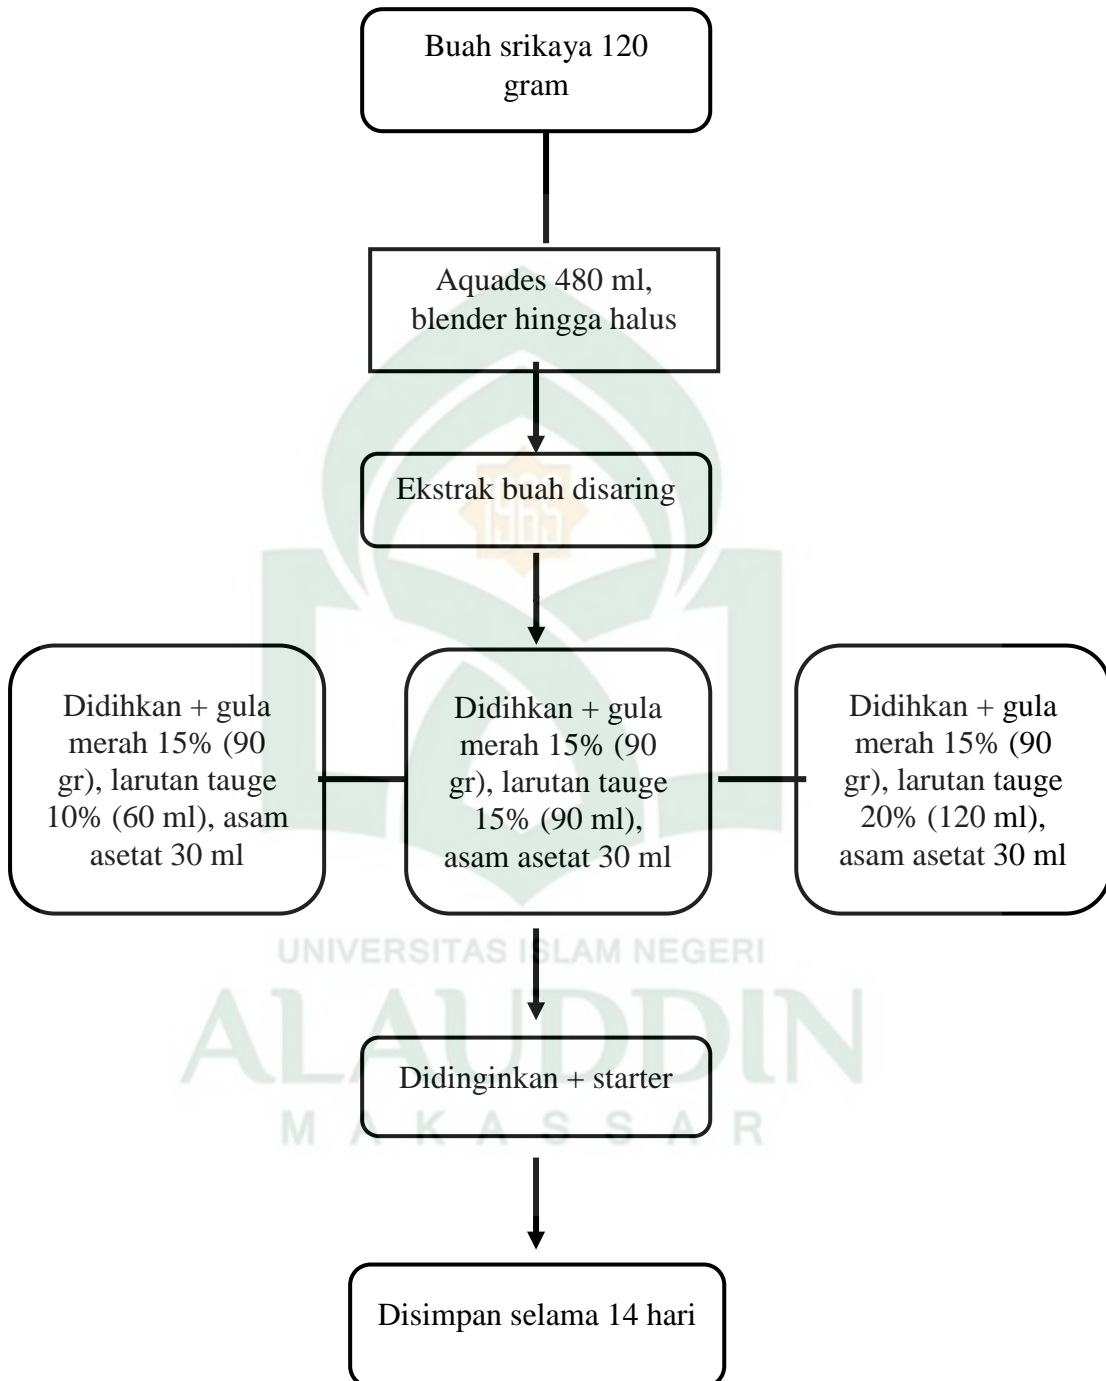 Buah srikaya 120
gram
Aquades 480 ml,
blender hingga halus
Ekstrak buah disaring
1965
Didihkan + gula
merah 15% (90
gr), larutan tauge
10% (60 ml), asam
asetat 30 ml
Didihkan + gula
merah 15% (90
gr), larutan tauge
15% (90 ml),
asam asetat 30 ml
Didihkan + gula
merah 15% (90
gr), larutan tauge
20% (120 ml),
asam asetat 30 ml
UNIVERSITAS ISLAM NEGERI
ALAUDDIN
MAKASSAR
Didinginkan + starter
Disimpan selama 14 hari